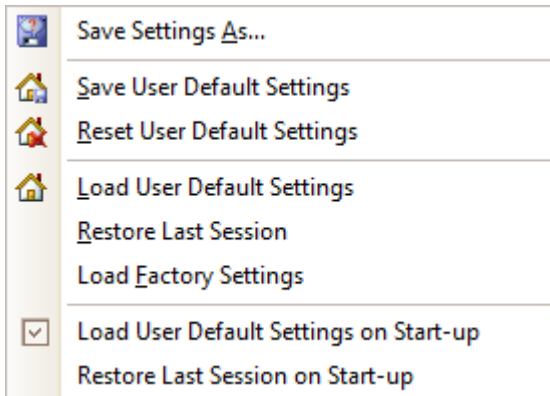 Save Settings As...
Save User Default Settings
Reset User Default Settings
Load User Default Settings
Restore Last Session
Load Factory Settings
Load User Default Settings on Start-up
Restore Last Session on Start-up